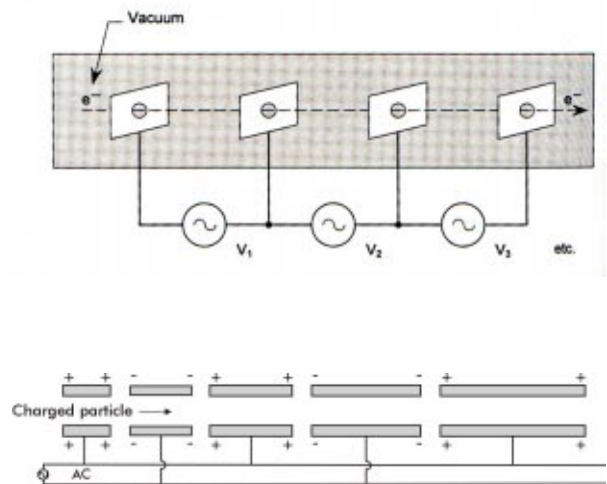 Vacuum
e⁻ e⁻
V₁ V₂ V₃ etc.
+ + - - + + - - + +
Charged particle
+ + - - + + - - + +
AC